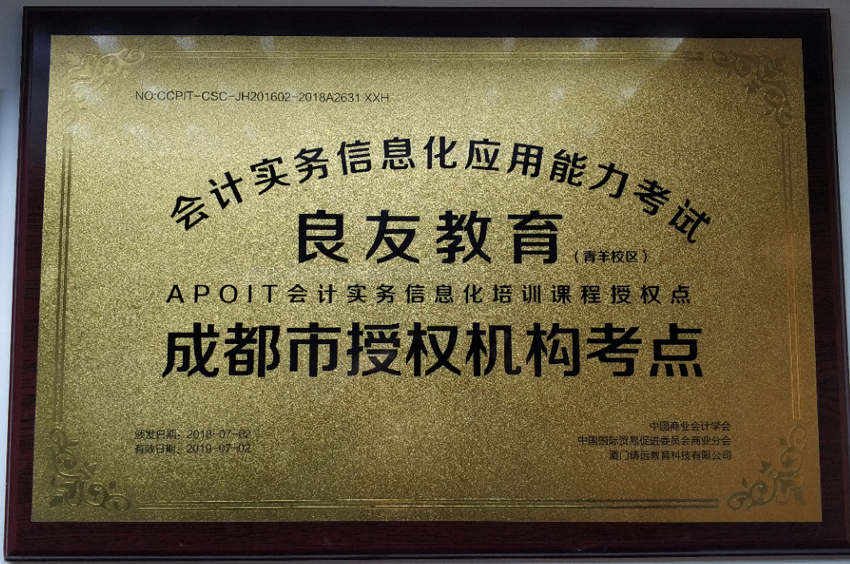 NO:CCPIT-CSC-JH201602-2018A2631 XXH
会计实务信息化应用能力考试
良友教育（青羊校区）
APOIT会计实务信息化培训课程授权点
成都市授权机构考点
颁发日期：2018-07-02
有效日期：2019-07-02
中国商业会计学会
中国国际贸易促进委员会商业分会
厦门铸远教育科技有限公司